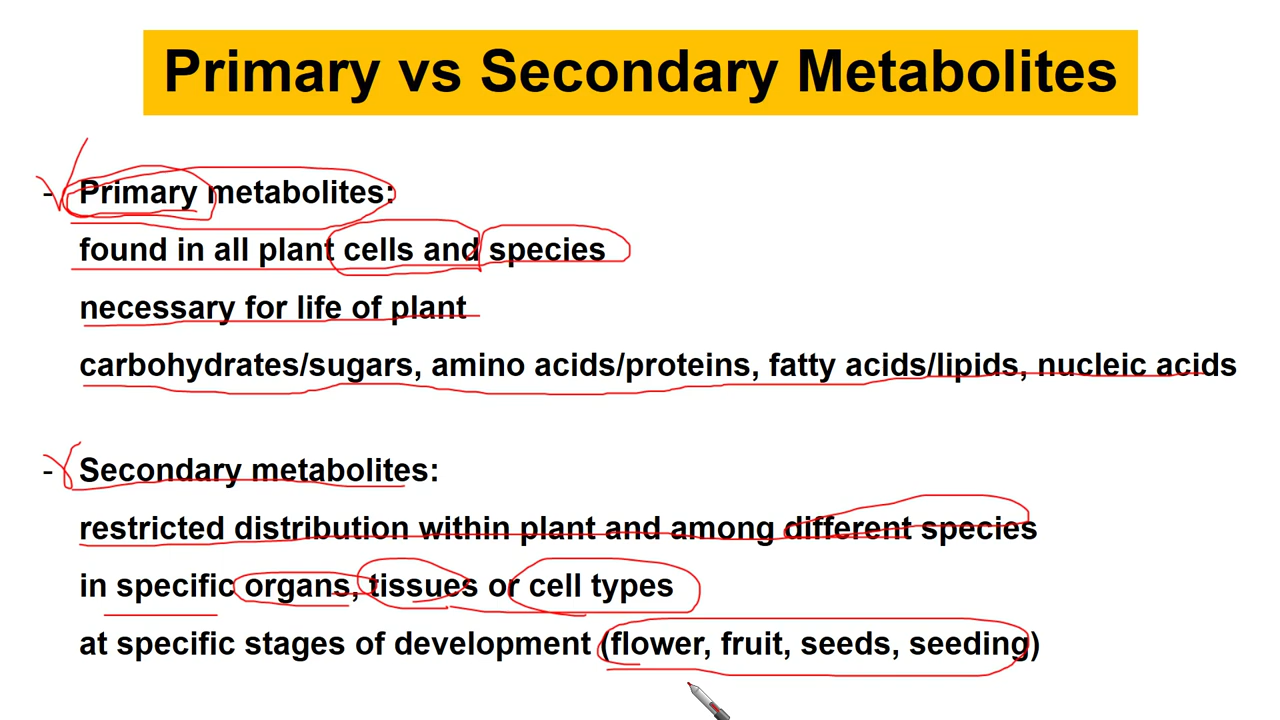 Primary vs Secondary Metabolites
- Primary metabolites:
found in all plant cells and species
necessary for life of plant
carbohydrates/sugars, amino acids/proteins, fatty acids/lipids, nucleic acids
- Secondary metabolites:
restricted distribution within plant and among different species
in specific organs, tissues or cell types
at specific stages of development (flower, fruit, seeds, seeding)